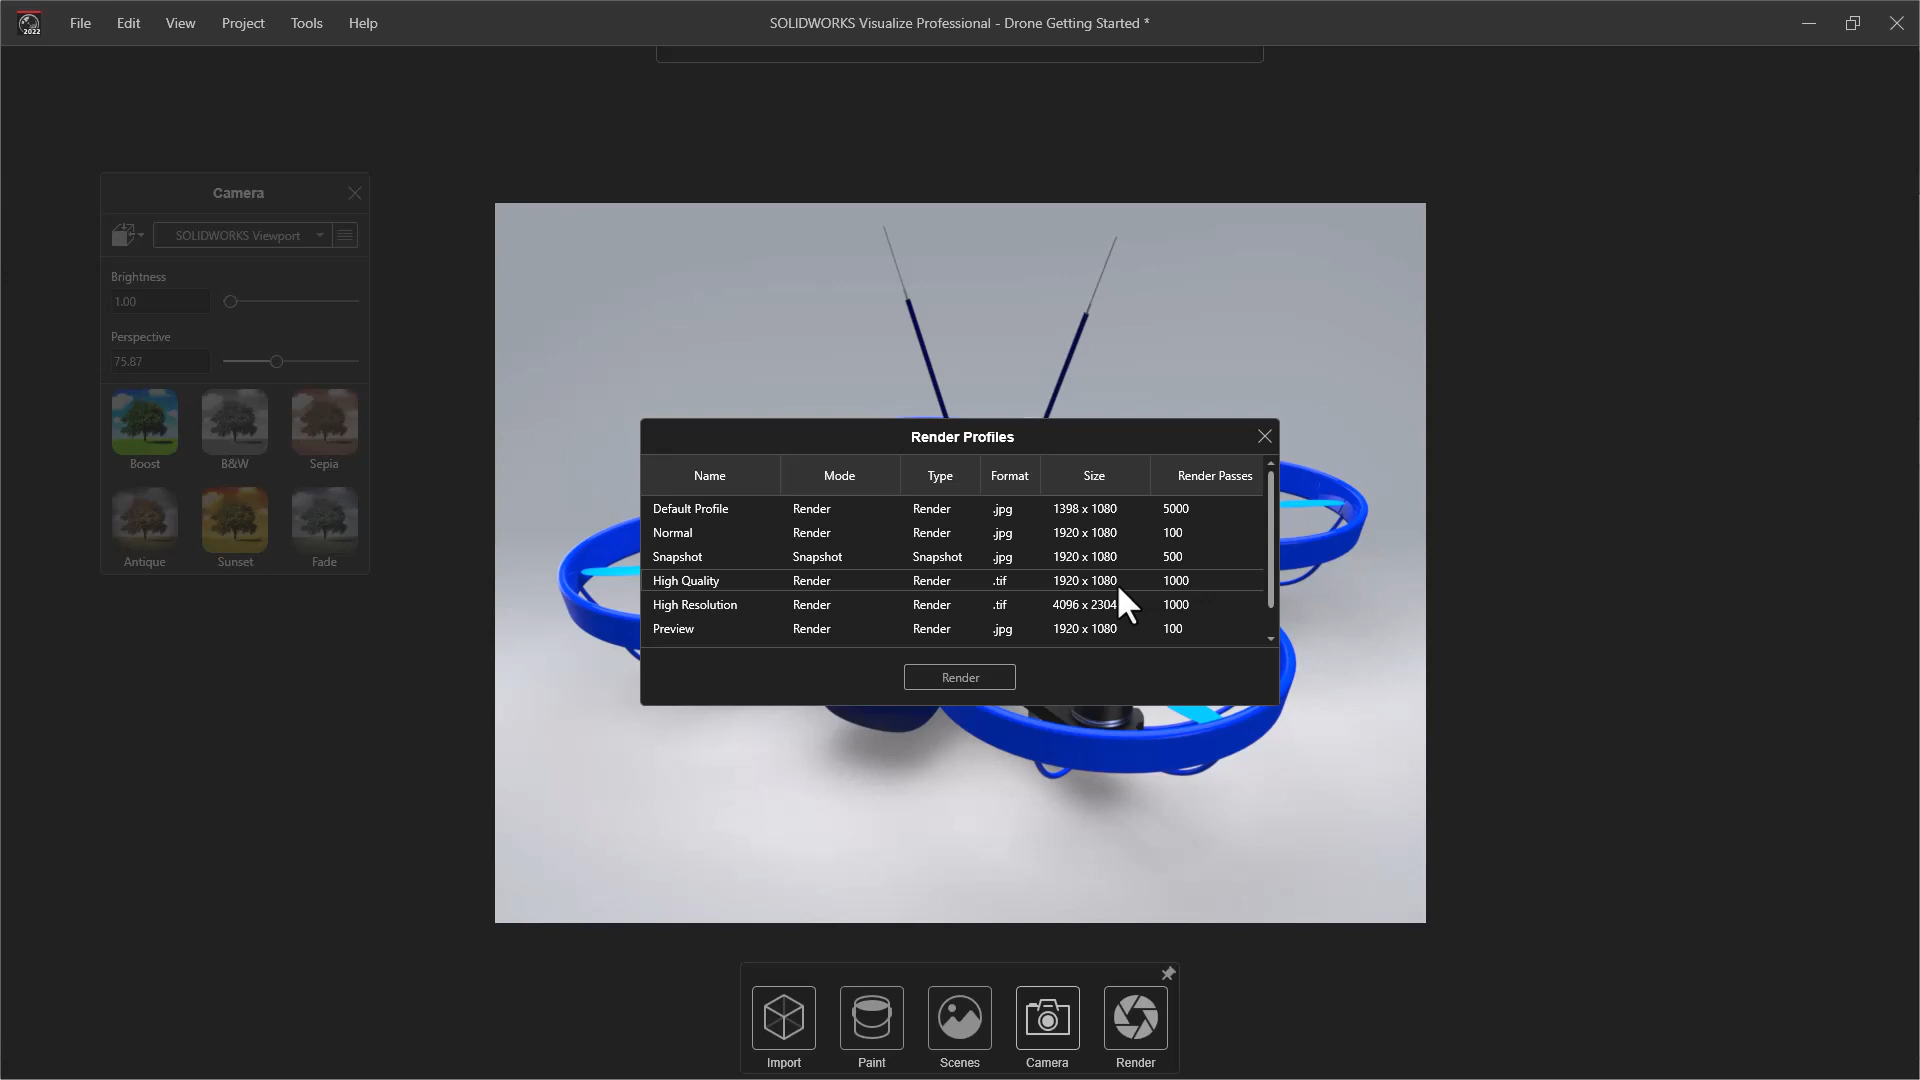 2022
File Edit View Project Tools Help
SOLIDWORKS Visualize Professional - Drone Getting Started *
Camera
SOLIDWORKS Viewport
Brightness
1.00
Perspective
75.87
Boost B&W Sepia
Antique Sunset Fade
Render Profiles
Name Mode Type Format Size Render Passes
Default Profile Render Render .jpg 1398 x 1080 5000
Normal Render Render .jpg 1920 x 1080 100
Snapshot Snapshot Snapshot .jpg 1920 x 1080 500
High Quality Render Render .tif 1920 x 1080 1000
High Resolution Render Render .tif 4096 x 2304 1000
Preview Render Render .jpg 1920 x 1080 100
Render
Import Paint Scenes Camera Render